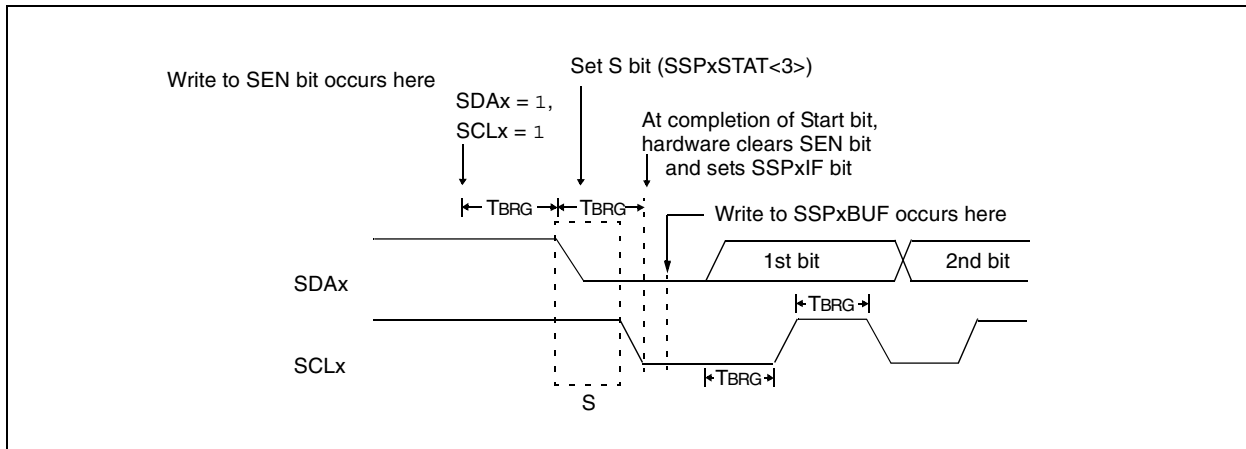 Write to SEN bit occurs here
Set S bit (SSPxSTAT<3>)
SDAx = 1,
SCLx = 1
At completion of Start bit,
hardware clears SEN bit
and sets SSPxIF bit
TBRG
TBRG
Write to SSPxBUF occurs here
SDAx
1st bit
2nd bit
TBRG
SCLx
TBRG
S